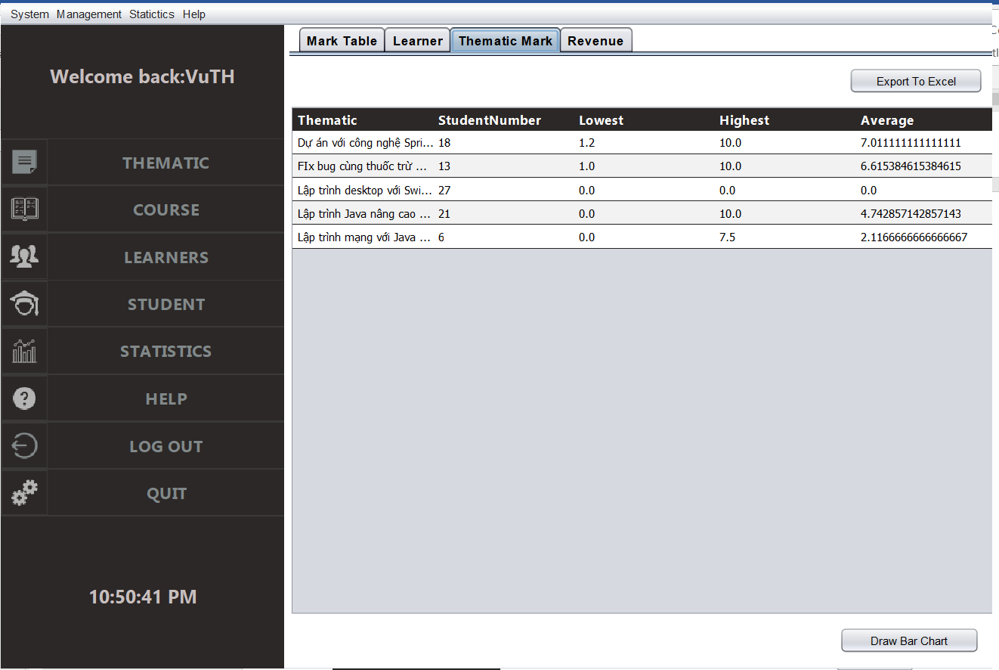 System Management Statictics Help
Welcome back:VuTH
THEMATIC
COURSE
LEARNERS
STUDENT
STATISTICS
HELP
LOG OUT
QUIT
10:50:41 PM
Mark Table Learner Thematic Mark Revenue
Export To Excel
Thematic StudentNumber Lowest Highest Average
Dự án với công nghệ Spri... 18 1.2 10.0 7.011111111111111
FIx bug cùng thuốc trừ ... 13 1.0 10.0 6.615384615384615
Lập trình desktop với Swi... 27 0.0 0.0 0.0
Lập trình Java nâng cao ... 21 0.0 10.0 4.742857142857143
Lập trình mạng với Java ... 6 0.0 7.5 2.1166666666666667
Draw Bar Chart